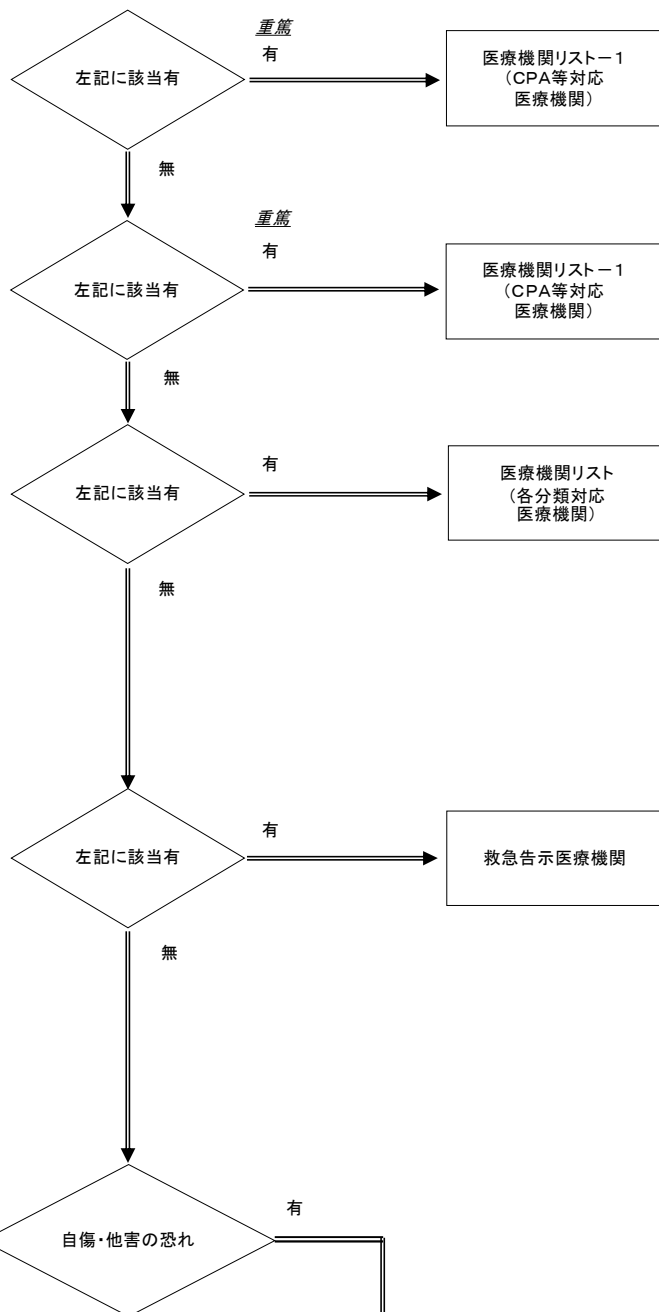 重篤
有
左記に該当有
医療機関リストー１
（CPA等対応
医療機関）
無
重篤
有
左記に該当有
医療機関リストー１
（CPA等対応
医療機関）
無
有
左記に該当有
医療機関リスト
（各分類対応
医療機関）
無
有
左記に該当有
救急告示医療機関
無
有
自傷・他害の恐れ